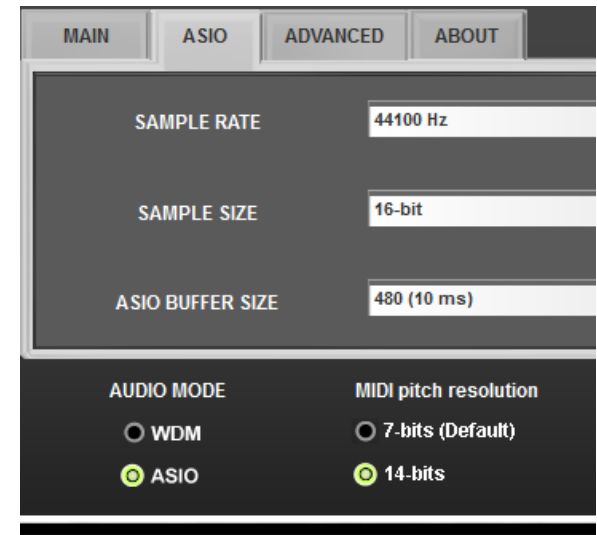 MAIN ASIO ADVANCED ABOUT
SAMPLE RATE 44100 Hz
SAMPLE SIZE 16-bit
ASIO BUFFER SIZE 480 (10 ms)
AUDIO MODE MIDI pitch resolution
WDM 7-bits (Default)
ASIO 14-bits